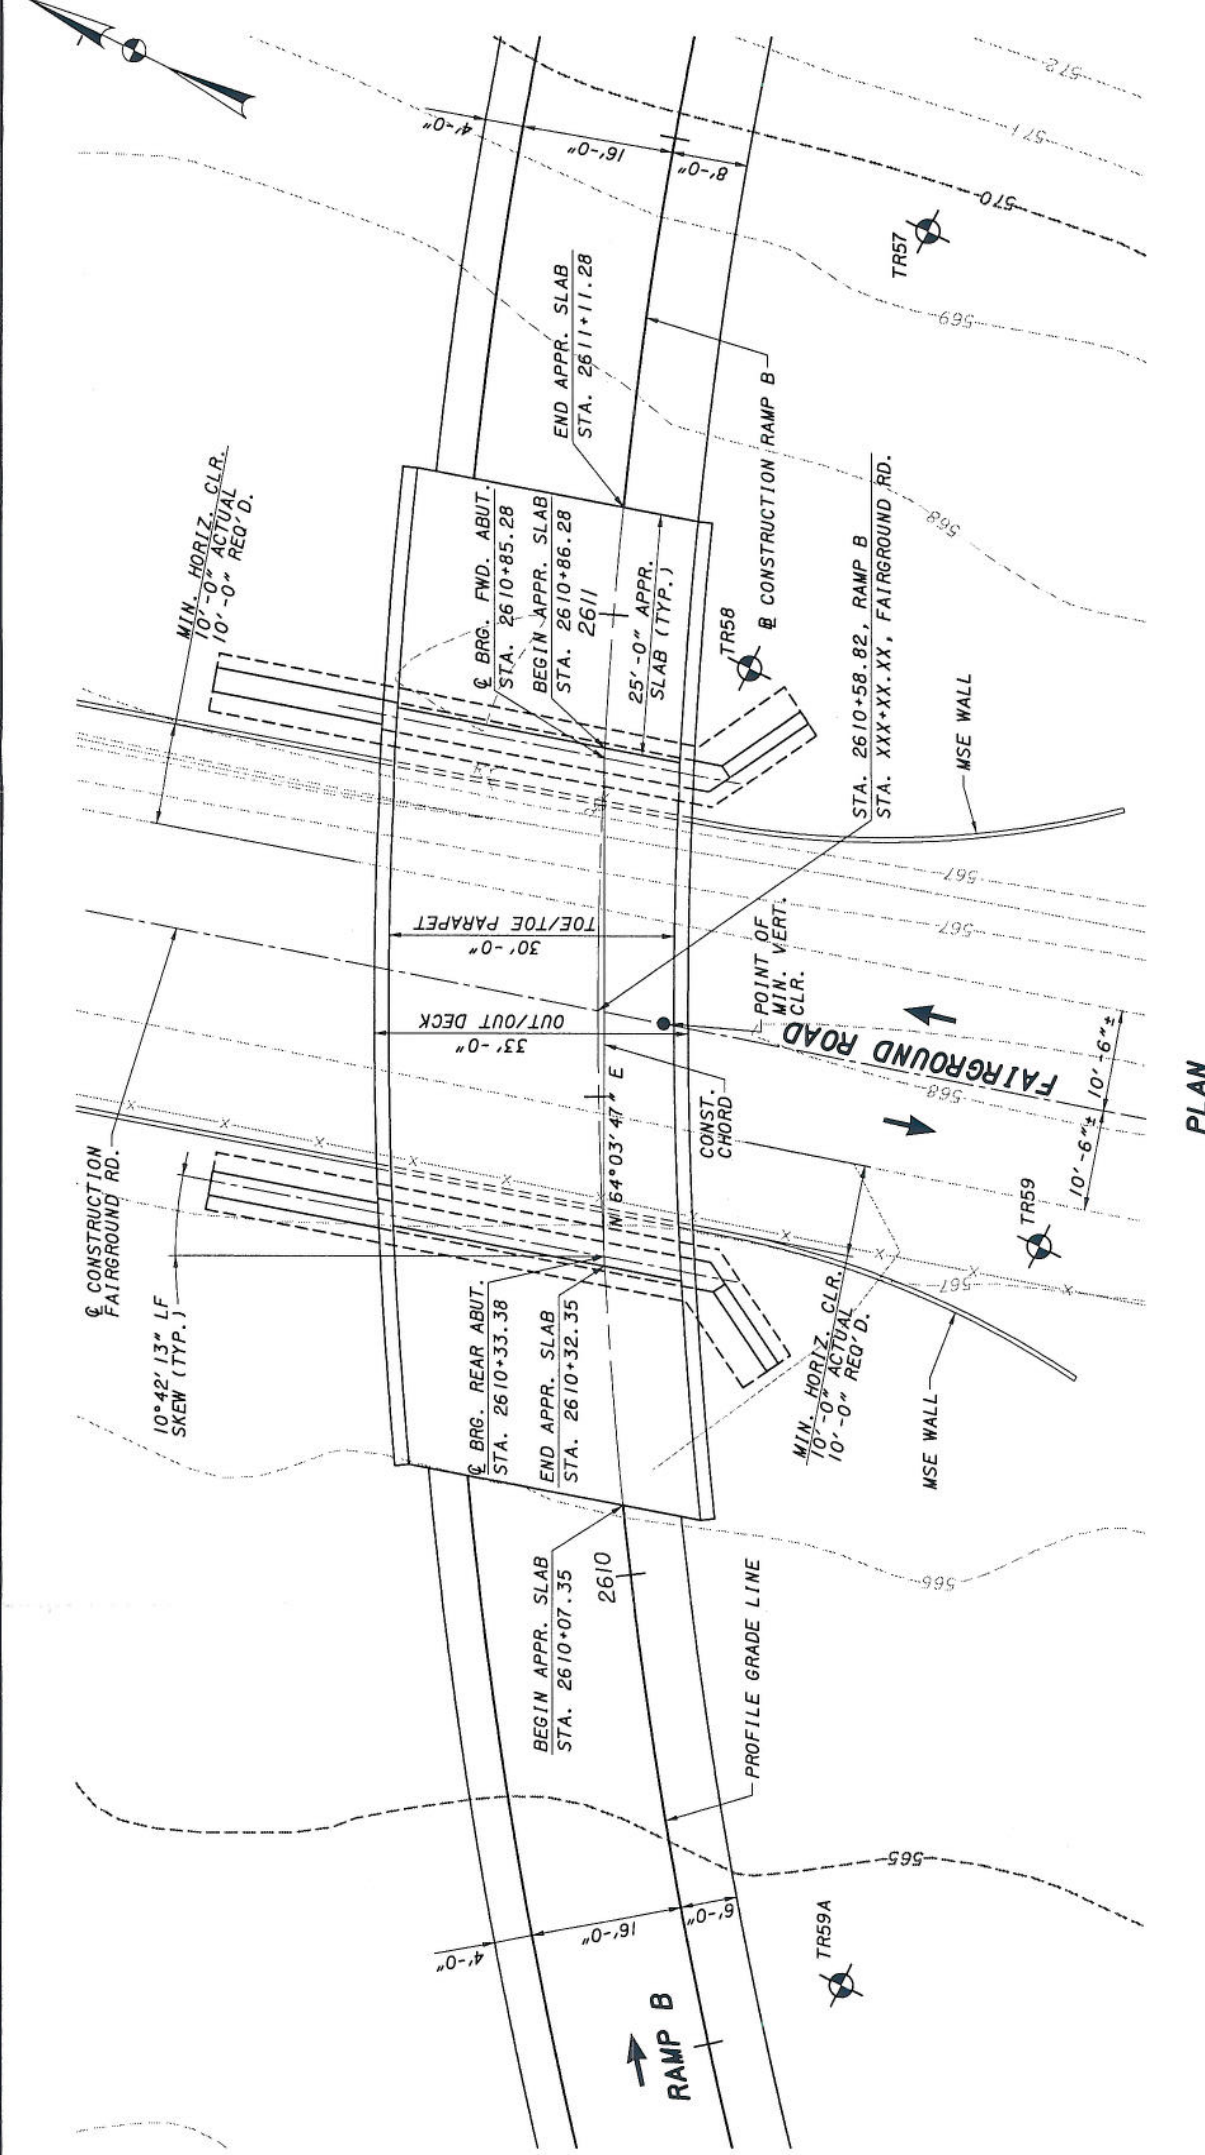 ℄ CONSTRUCTION
FAIRGROUND RD.
10°42'13" LF
SKEW (TYP.)
MIN. HORIZ. CLR.
10'-0" ACTUAL
10'-0" REQ'D.
4'-0"
16'-0"
8'-0"
572
571
570
569
568
TR57
END APPR. SLAB
STA. 2611+11.28
℄ BRG. FWD. ABUT.
STA. 2610+85.28
BEGIN APPR. SLAB
STA. 2610+86.28
2611
25'-0" APPR.
SLAB (TYP.)
TR58
℄ CONSTRUCTION RAMP B
STA. 2610+58.82, RAMP B
STA. XXX+XX.XX, FAIRGROUND RD.
MSE WALL
567
567
30'-0"
TOE/TOE PARAPET
33'-0"
OUT/OUT DECK
POINT OF
MIN. VERT.
CLR.
FAIRGROUND ROAD
568
10'-6"±
10'-6"±
N 64°03'47" E
CONST.
CHORD
℄ BRG. REAR ABUT.
STA. 2610+33.38
END APPR. SLAB
STA. 2610+32.35
MIN. HORIZ. CLR.
10'-0" ACTUAL
10'-0" REQ'D.
TR59
567
MSE WALL
566
BEGIN APPR. SLAB
STA. 2610+07.35
2610
PROFILE GRADE LINE
565
4'-0"
16'-0"
6'-0"
RAMP B
TR59A
PLAN